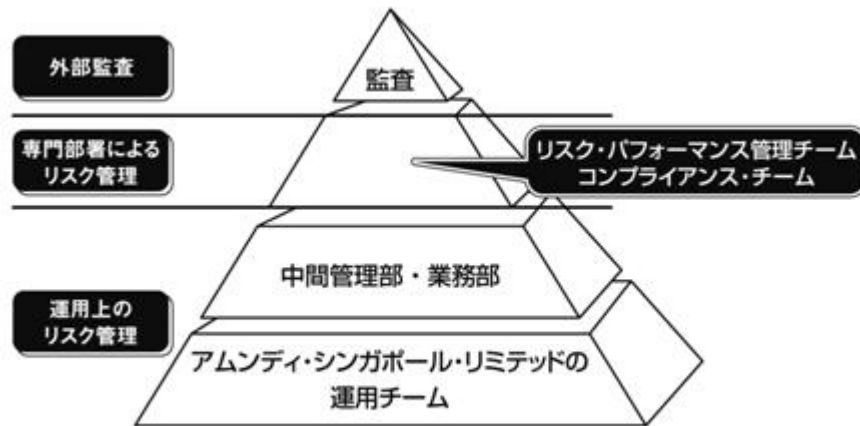 外部監査
監査
専門部署による
リスク管理
リスク・パフォーマンス管理チーム
コンプライアンス・チーム
中間管理部・業務部
運用上の
リスク管理
アムンディ・シンガポール・リミテッドの
運用チーム